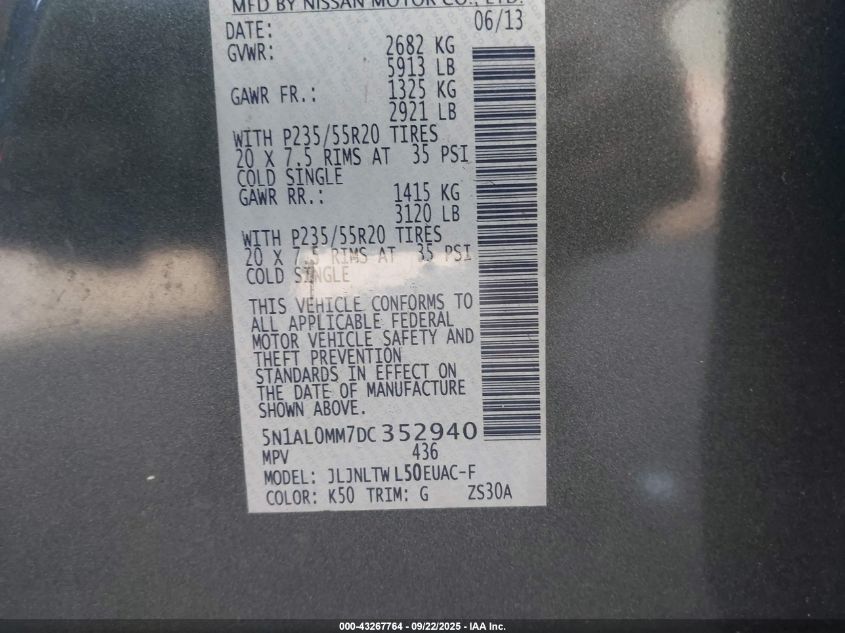 MFD BY NISSAN MOTOR CO., LTD.
DATE: 06/13
GVWR: 2682 KG
5913 LB
GAWR FR.: 1325 KG
2921 LB
WITH P235/55R20 TIRES
20 X 7.5 RIMS AT 35 PSI
COLD SINGLE
GAWR RR.: 1415 KG
3120 LB
WITH P235/55R20 TIRES
20 X 7.5 RIMS AT 35 PSI
COLD SINGLE
THIS VEHICLE CONFORMS TO
ALL APPLICABLE FEDERAL
MOTOR VEHICLE SAFETY AND
THEFT PREVENTION
STANDARDS IN EFFECT ON
THE DATE OF MANUFACTURE
SHOWN ABOVE.
5N1AL0MM7DC352940
MPV 436
MODEL: JLJNLTWL50EUAC-F
COLOR: K50 TRIM: G ZS30A
000-43267764 - 09/22/2025 - IAA Inc.